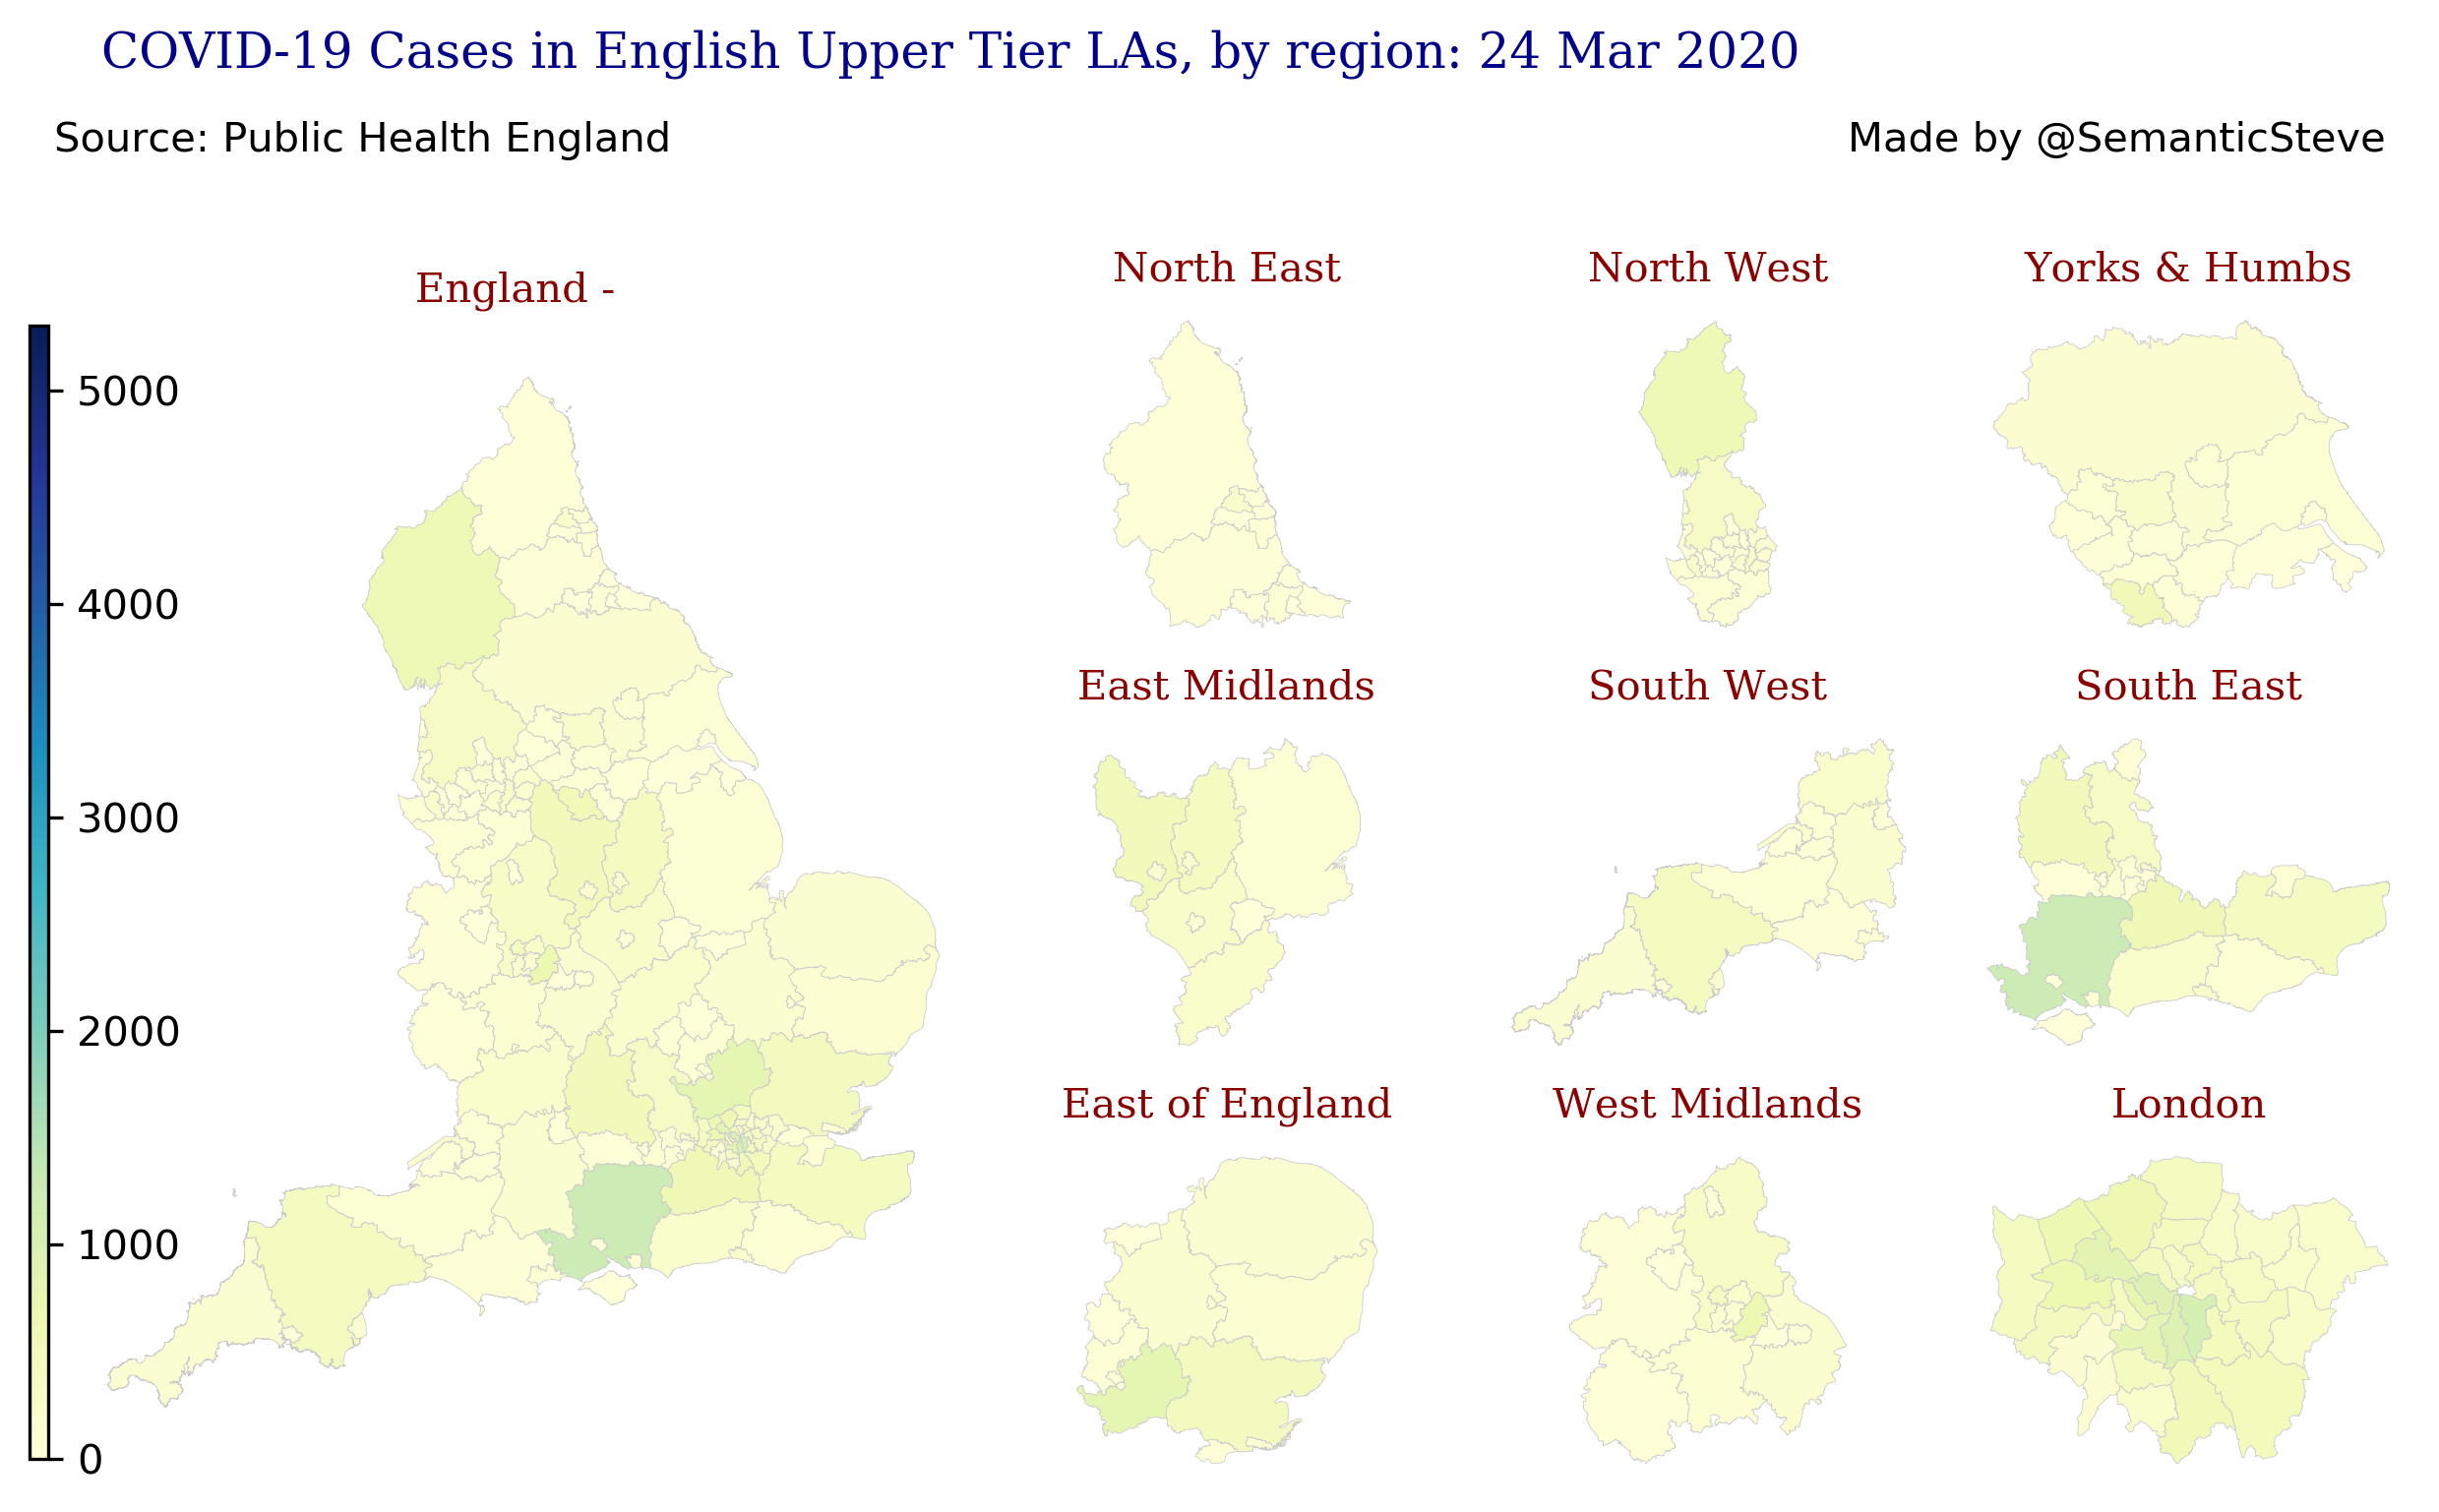 COVID-19 Cases in English Upper Tier LAs, by region: 24 Mar 2020
Source: Public Health England
Made by @SemanticSteve
England -
North East
North West
Yorks & Humbs
5000
4000
3000
2000
1000
0
East Midlands
South West
South East
East of England
West Midlands
London